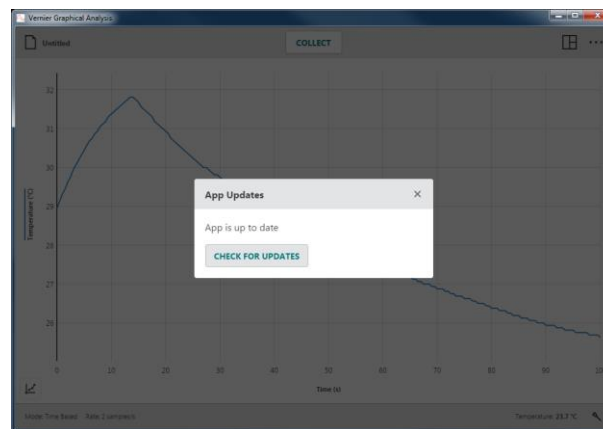 Vernier Graphical Analysis
Untitled
COLLECT
32
31
30
29
28
27
26
Temperature (°C)
App Updates
App is up to date
CHECK FOR UPDATES
0 10 20 30 40 50 60 70 80 90 100
Time (s)
Mode: Time Based Rate: 2 samples/s
Temperature: 25.7 °C